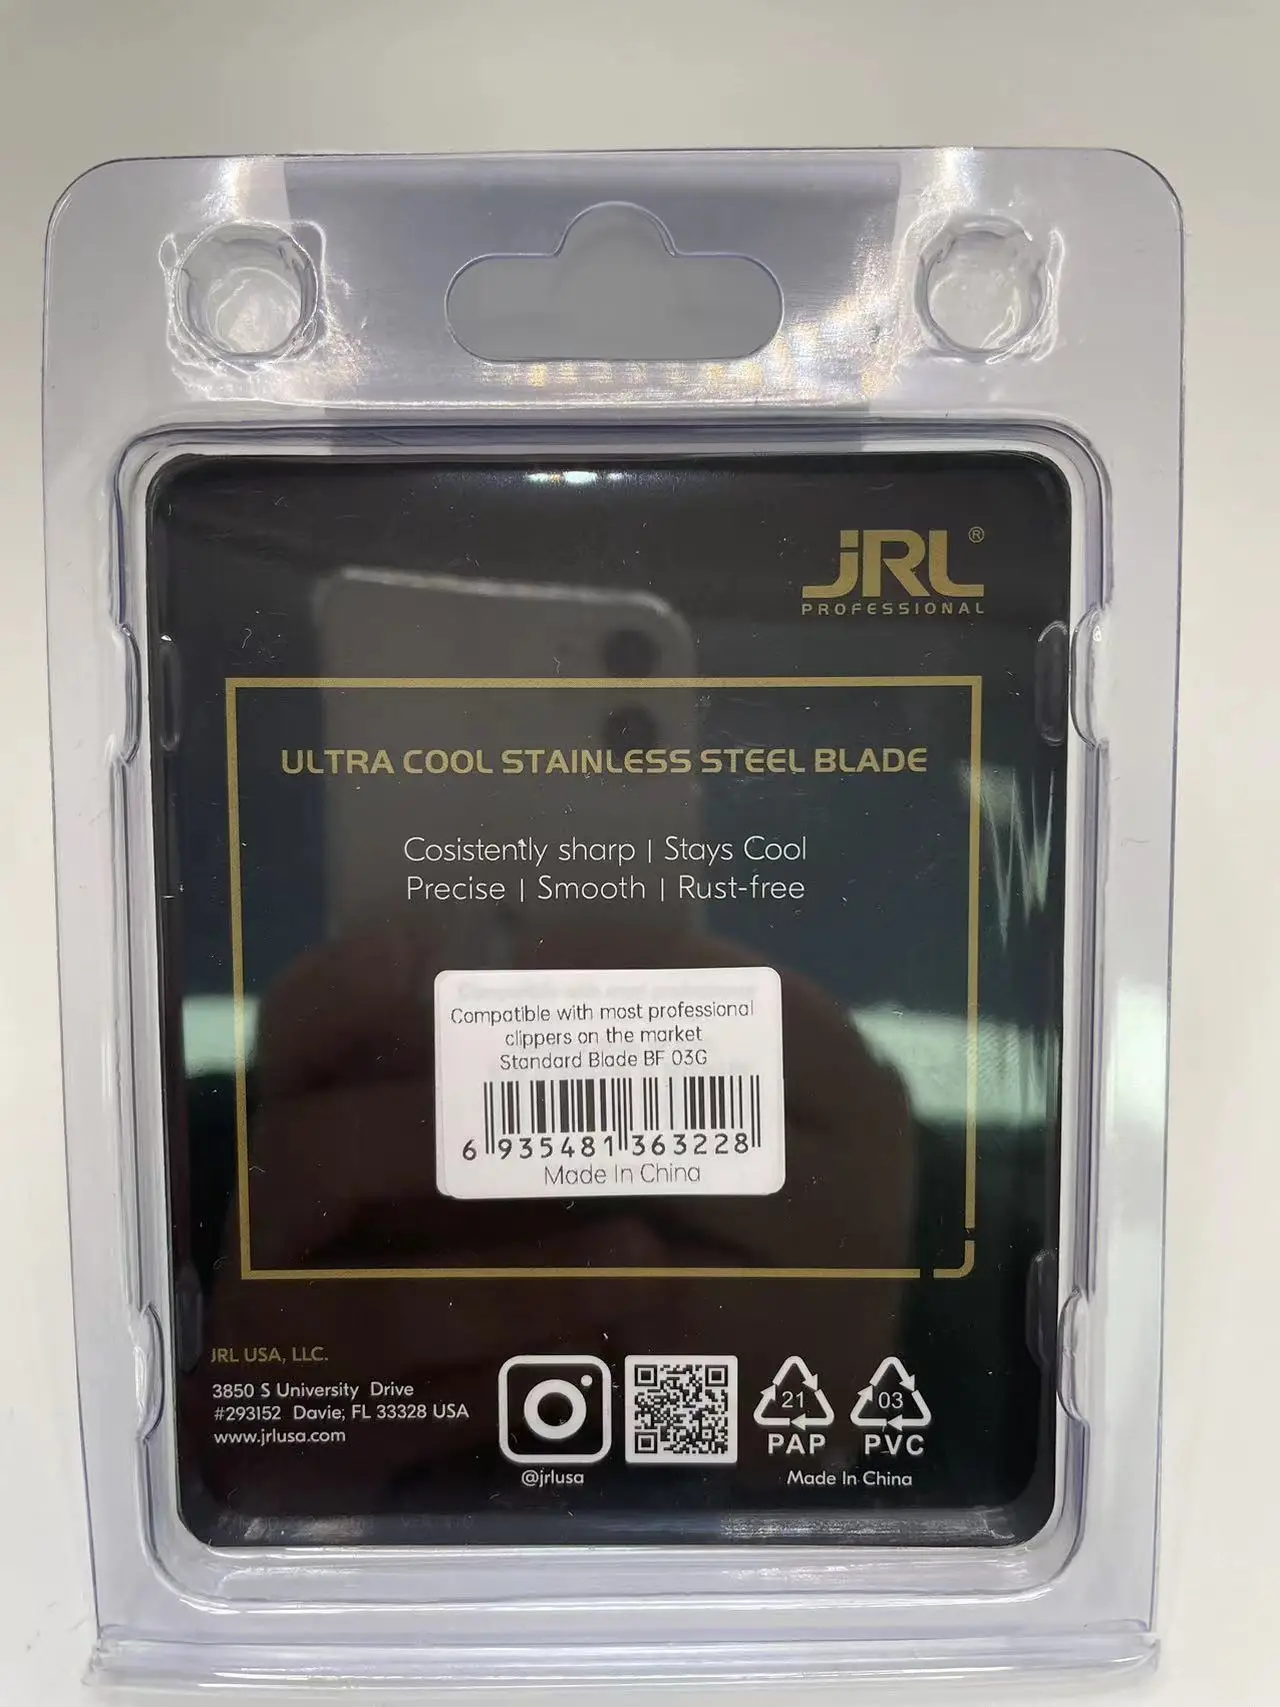 JRL®
PROFESSIONAL
ULTRA COOL STAINLESS STEEL BLADE
Cosistently sharp | Stays Cool
Precise | Smooth | Rust-free
Compatible with most professional
clippers on the market
Standard Blade BF 03G
6 935481 363228
Made In China
JRL USA, LLC.
3850 S University Drive
#293152 Davie; FL 33328 USA
www.jrlusa.com
@jrlusa
21
PAP
03
PVC
Made In China